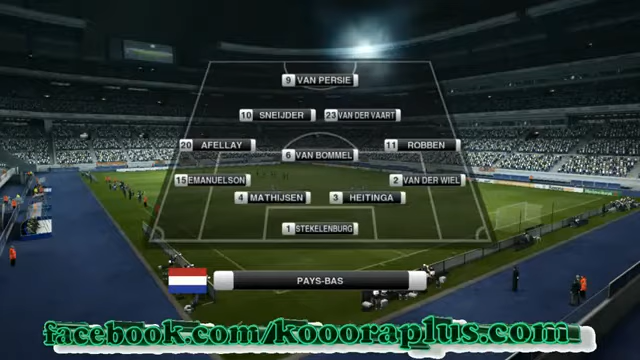 9 VAN PERSIE
10 SNEIJDER 23 VAN DER VAART
20 AFELLAY 11 ROBBEN
6 VAN BOMMEL
15 EMANUELSON 2 VAN DER WIEL
4 MATHIJSEN 3 HEITINGA
1 STEKELENBURG
PAYS-BAS
facebook.com/koooraplus.com